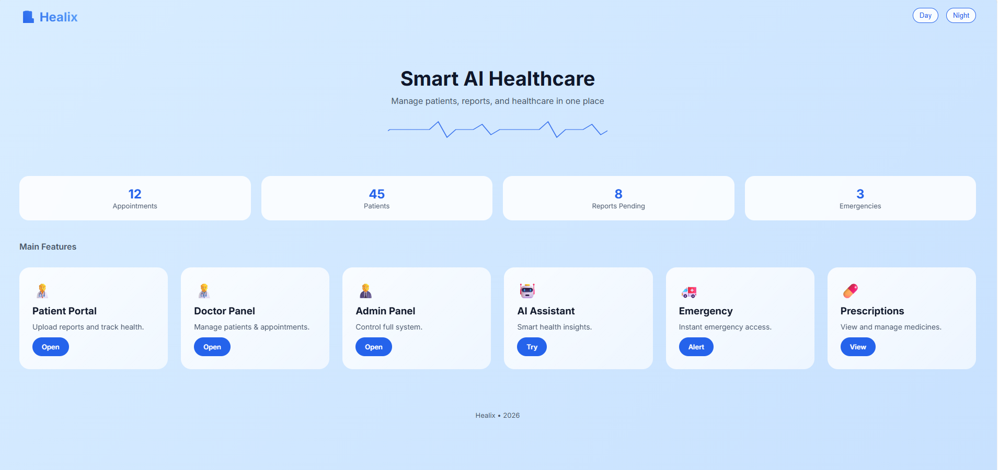 Healix
Day
Night
Smart AI Healthcare
Manage patients, reports, and healthcare in one place
12
Appointments
45
Patients
8
Reports Pending
3
Emergencies
Main Features
Patient Portal
Upload reports and track health.
Open
Doctor Panel
Manage patients & appointments.
Open
Admin Panel
Control full system.
Open
AI Assistant
Smart health insights.
Try
Emergency
Instant emergency access.
Alert
Prescriptions
View and manage medicines.
View
Healix • 2026